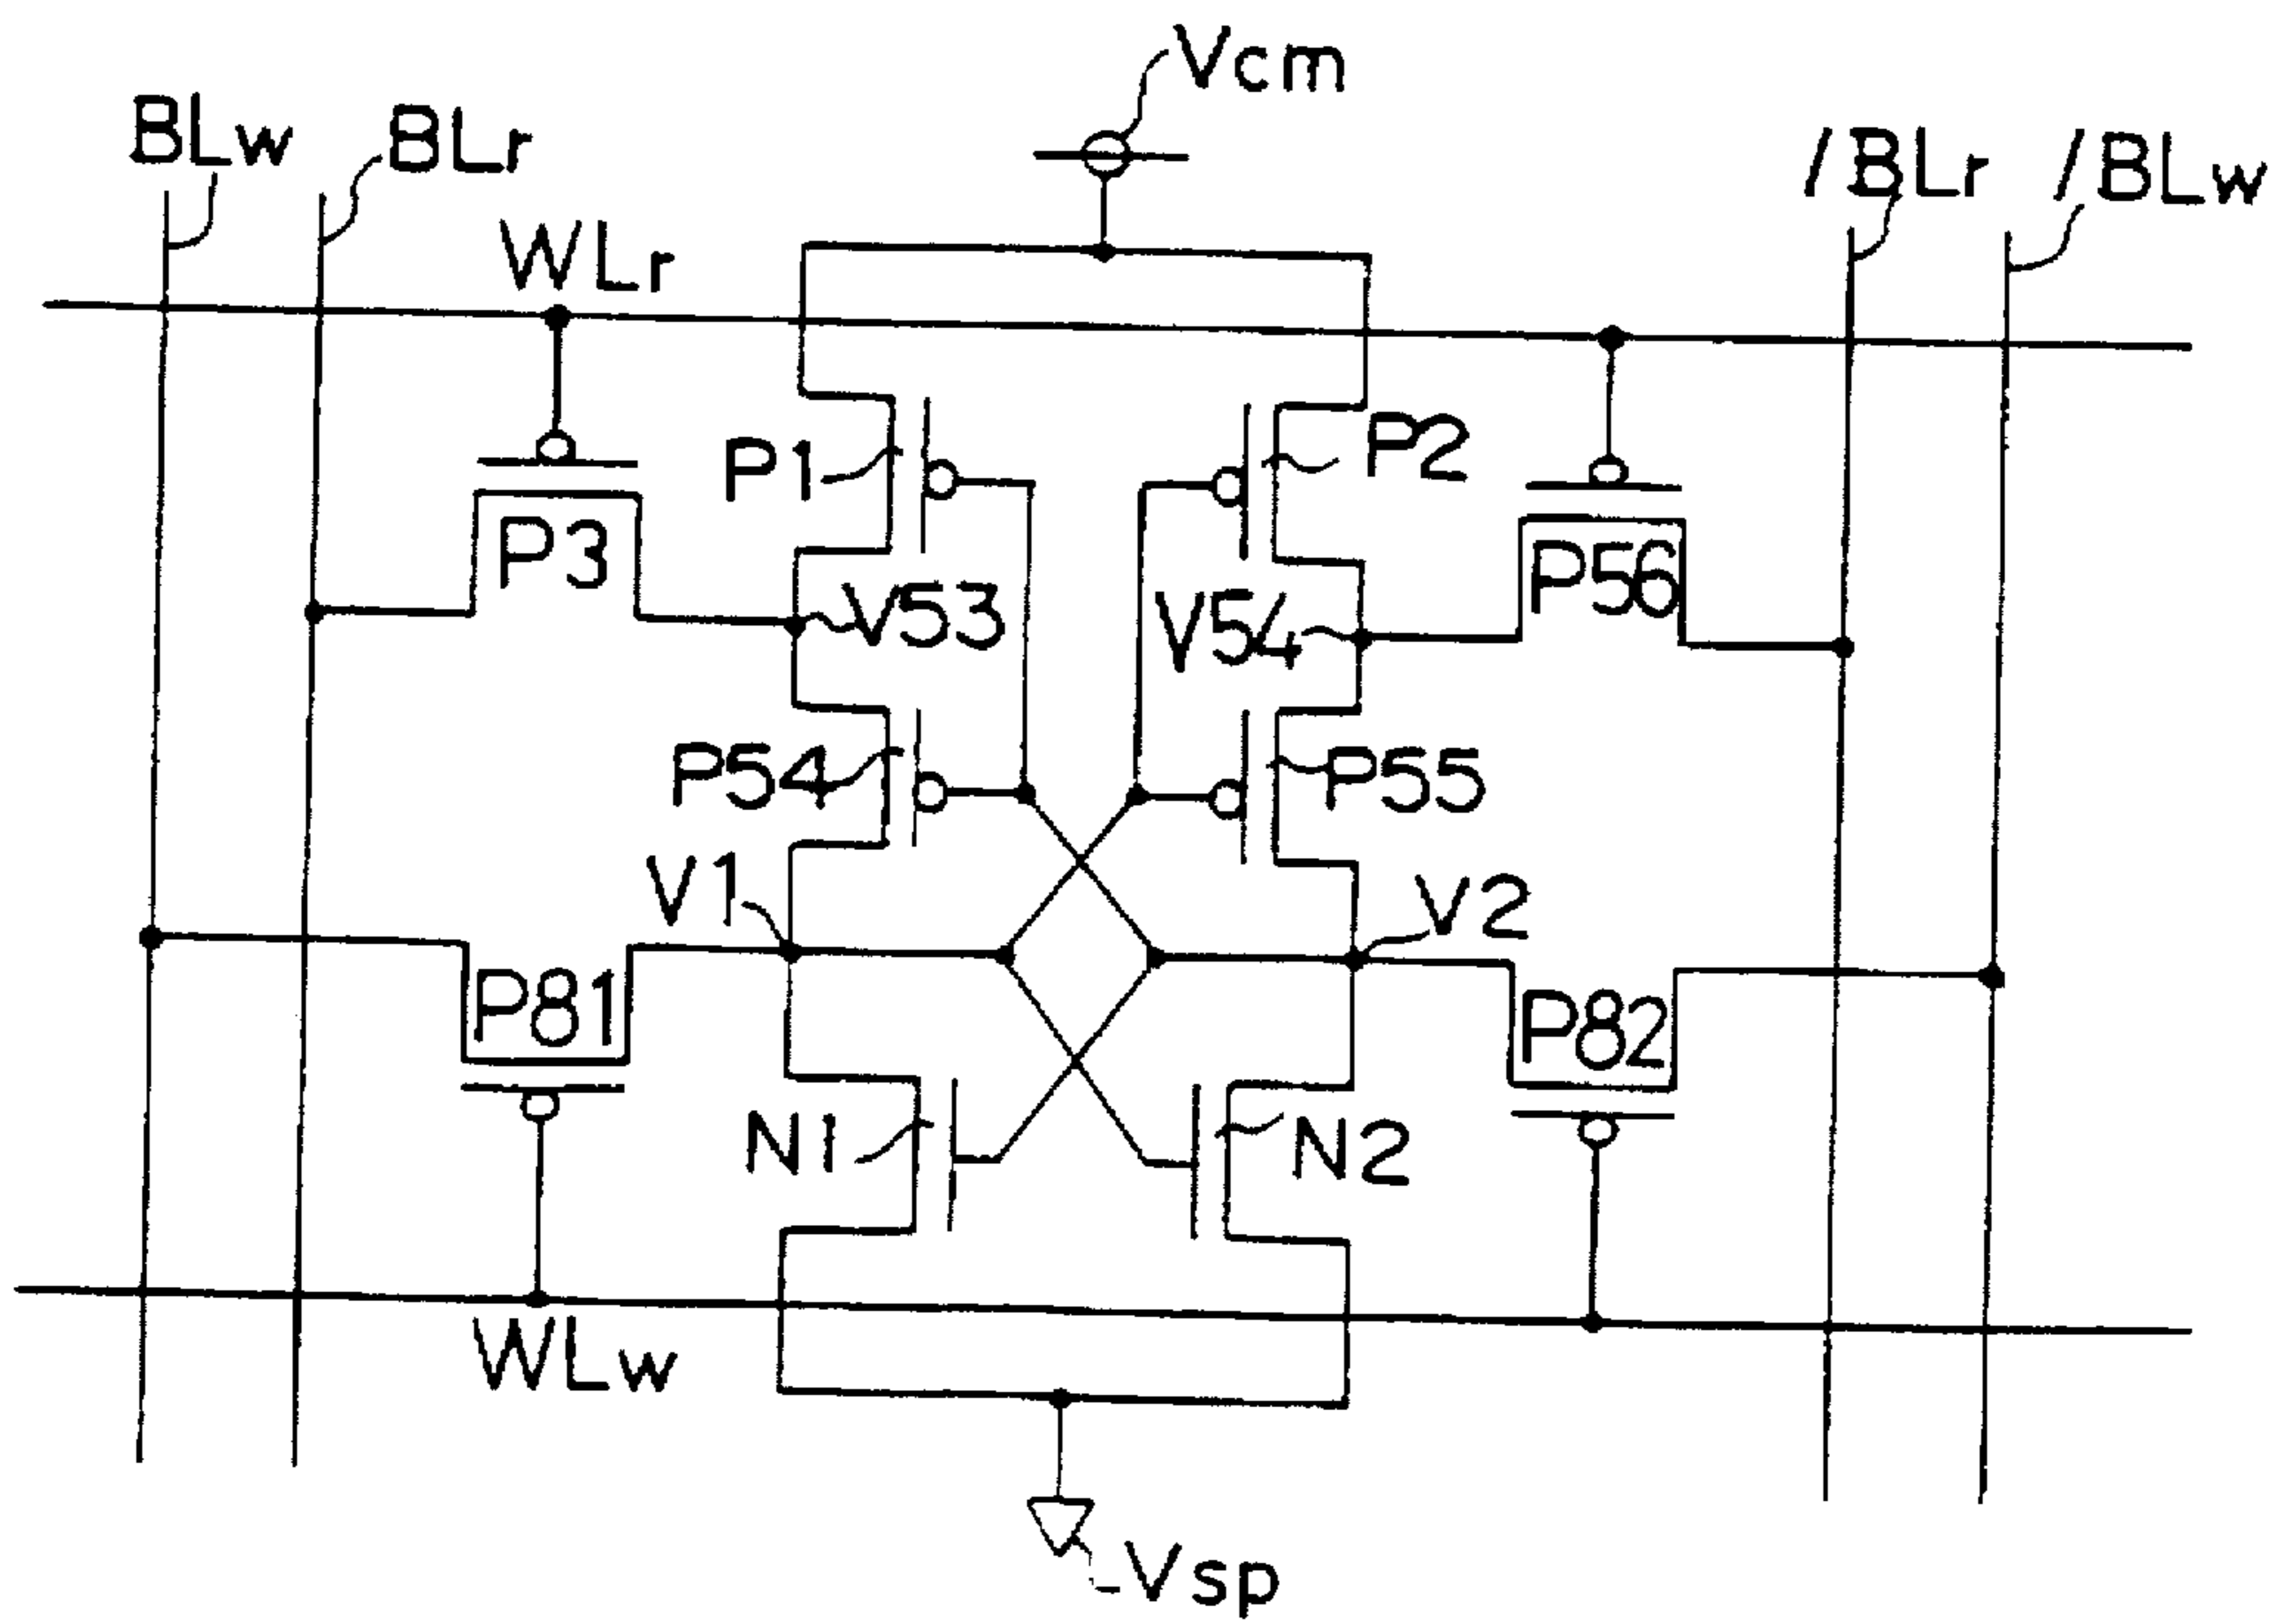 Vcm
BLw
BLr
/BLr
/BLw
WLr
P1
P2
P3
P56
V53
V54
P54
P55
V1
V2
P81
P82
N1
N2
WLw
Vsp